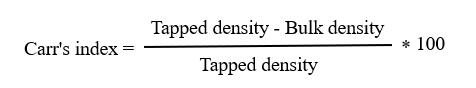 Tapped density - Bulk density
Carr's index = * 100
Tapped density